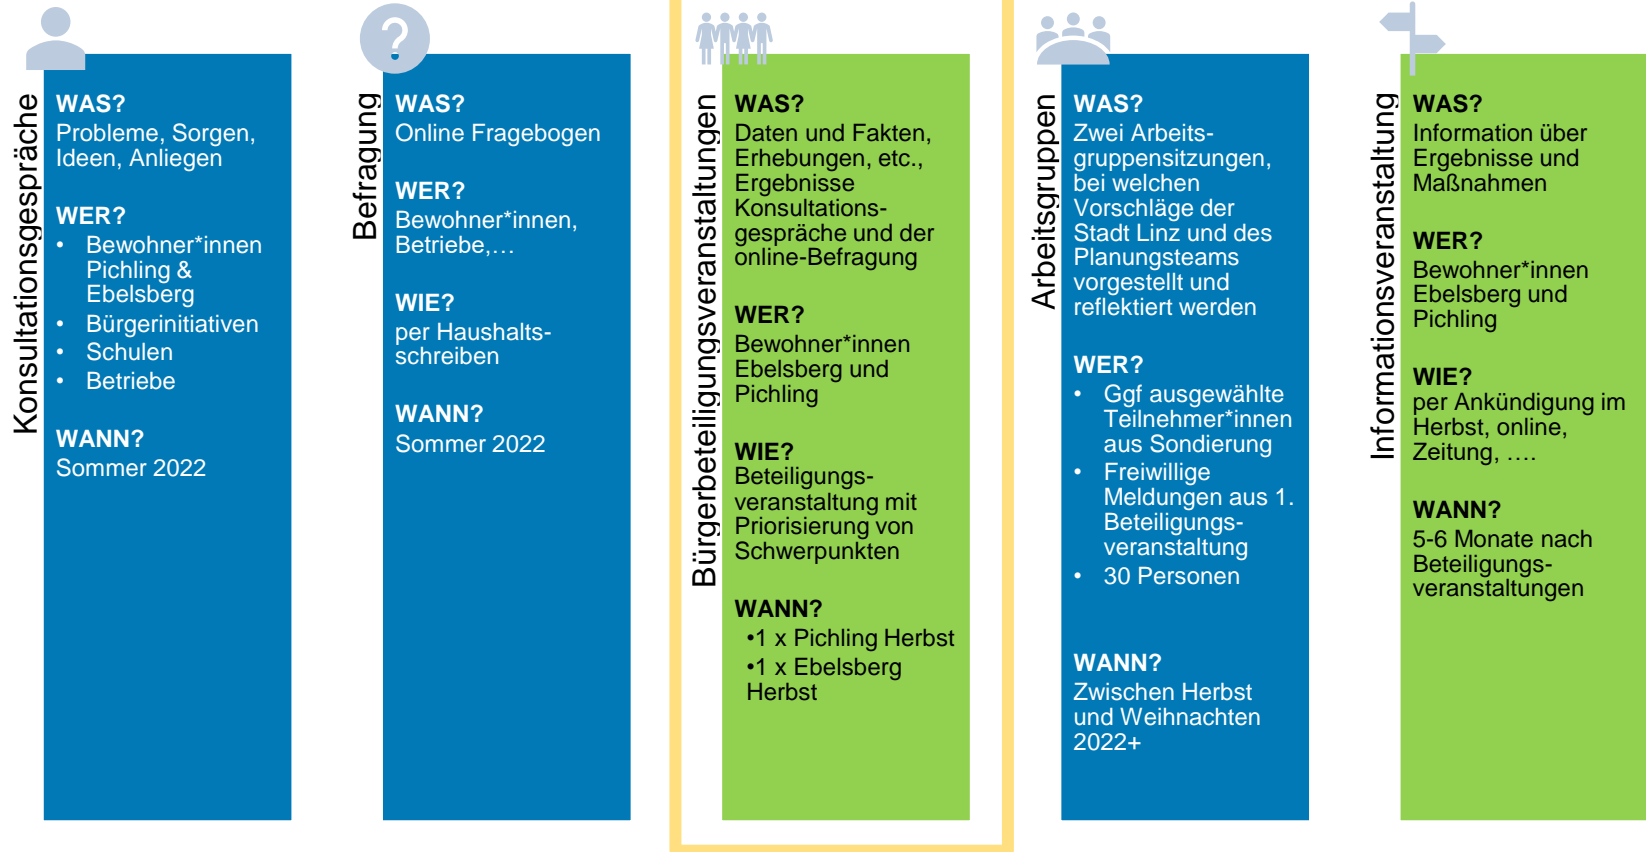 Konsultationsgespräche
WAS?
Probleme, Sorgen,
Ideen, Anliegen
WER?
• Bewohner*innen
Pichling &
Ebelsberg
• Bürgerinitiativen
• Schulen
• Betriebe
WANN?
Sommer 2022
?
Befragung
WAS?
Online Fragebogen
WER?
Bewohner*innen,
Betriebe,…
WIE?
per Haushalts-
schreiben
WANN?
Sommer 2022
Bürgerbeteiligungsveranstaltungen
WAS?
Daten und Fakten,
Erhebungen, etc.,
Ergebnisse
Konsultations-
gespräche und der
online-Befragung
WER?
Bewohner*innen
Ebelsberg und
Pichling
WIE?
Beteiligungs-
veranstaltung mit
Priorisierung von
Schwerpunkten
WANN?
•1 x Pichling Herbst
•1 x Ebelsberg
Herbst
Arbeitsgruppen
WAS?
Zwei Arbeits-
gruppensitzungen,
bei welchen
Vorschläge der
Stadt Linz und des
Planungsteams
vorgestellt und
reflektiert werden
WER?
• Ggf ausgewählte
Teilnehmer*innen
aus Sondierung
• Freiwillige
Meldungen aus 1.
Beteiligungs-
veranstaltung
• 30 Personen
WANN?
Zwischen Herbst
und Weihnachten
2022+
Informationsveranstaltung
WAS?
Information über
Ergebnisse und
Maßnahmen
WER?
Bewohner*innen
Ebelsberg und
Pichling
WIE?
per Ankündigung im
Herbst, online,
Zeitung, ….
WANN?
5-6 Monate nach
Beteiligungs-
veranstaltungen